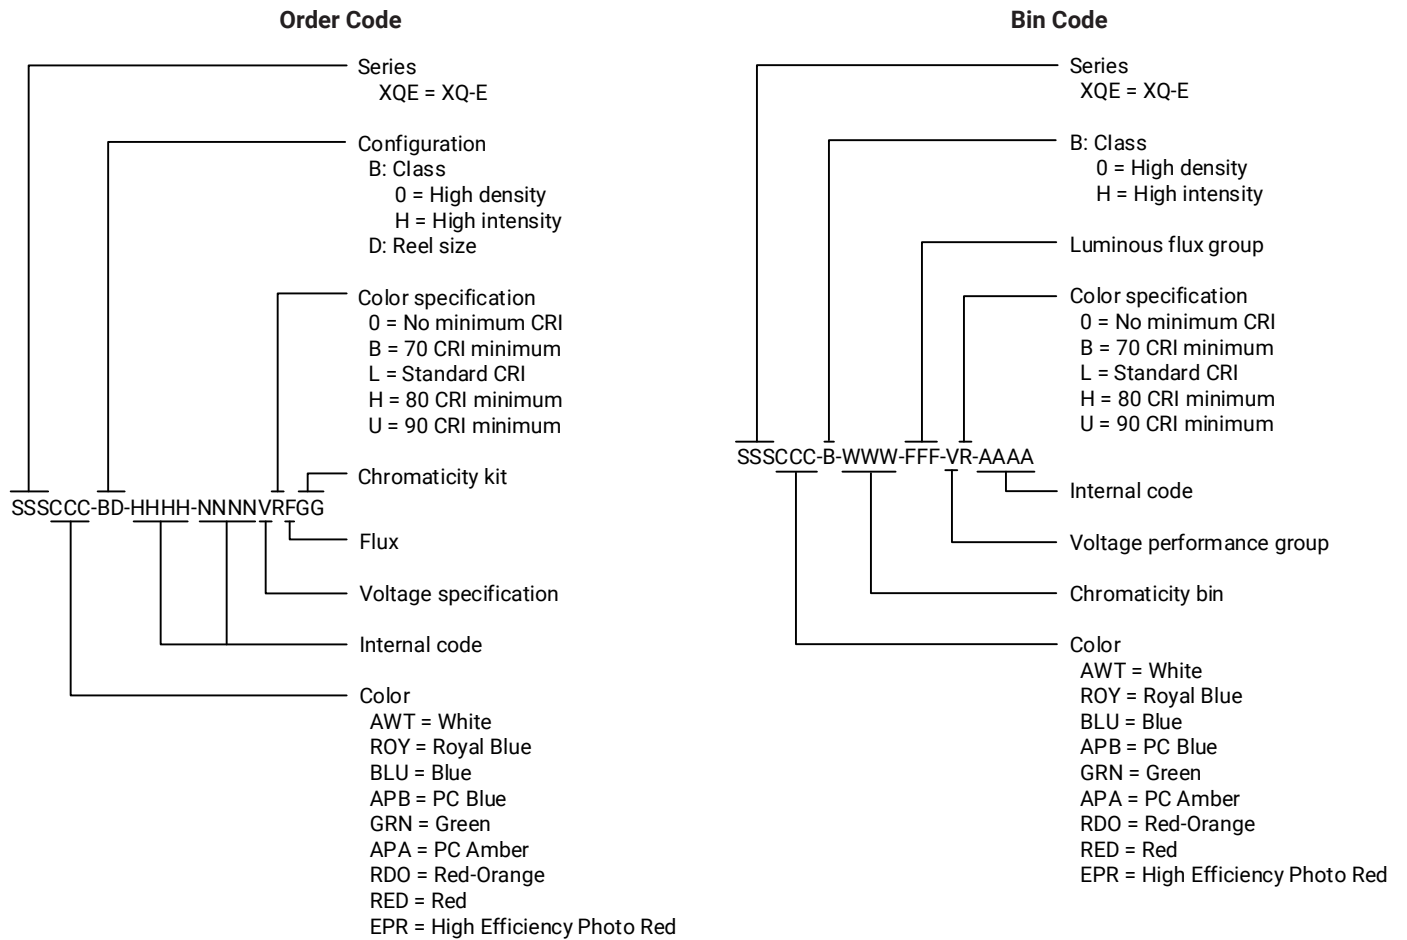 Order Code
Series
XQE = XQ-E
Configuration
B: Class
0 = High density
H = High intensity
D: Reel size
Color specification
0 = No minimum CRI
B = 70 CRI minimum
L = Standard CRI
H = 80 CRI minimum
U = 90 CRI minimum
Chromaticity kit
SSSCCC-BD-HHHH-NNNNVRFGG
Flux
Voltage specification
Internal code
Color
AWT = White
ROY = Royal Blue
BLU = Blue
APB = PC Blue
GRN = Green
APA = PC Amber
RDO = Red-Orange
RED = Red
EPR = High Efficiency Photo Red
Bin Code
Series
XQE = XQ-E
B: Class
0 = High density
H = High intensity
Luminous flux group
Color specification
0 = No minimum CRI
B = 70 CRI minimum
L = Standard CRI
H = 80 CRI minimum
U = 90 CRI minimum
SSSCCC-B-WWW-FFF-VR-AAAA
Internal code
Voltage performance group
Chromaticity bin
Color
AWT = White
ROY = Royal Blue
BLU = Blue
APB = PC Blue
GRN = Green
APA = PC Amber
RDO = Red-Orange
RED = Red
EPR = High Efficiency Photo Red